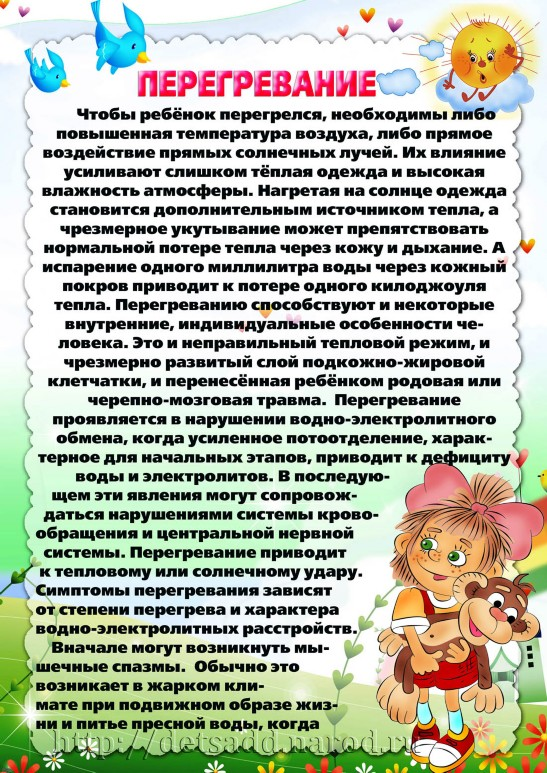 ПЕРЕГРЕВАНИЕ
Чтобы ребёнок перегрелся, необходимы либо
повышенная температура воздуха, либо прямое
воздействие прямых солнечных лучей. Их влияние
усиливают слишком тёплая одежда и высокая
влажность атмосферы. Нагретая на солнце одежда
становится дополнительным источником тепла, а
чрезмерное укутывание может препятствовать
нормальной потере тепла через кожу и дыхание. А
испарение одного миллилитра воды через кожный
покров приводит к потере одного килоджоуля
тепла. Перегреванию способствуют и некоторые
внутренние, индивидуальные особенности че-
ловека. Это и неправильный тепловой режим, и
чрезмерно развитый слой подкожно-жировой
клетчатки, и перенесённая ребёнком родовая или
черепно-мозговая травма. Перегревание
проявляется в нарушении водно-электролитного
обмена, когда усиленное потоотделение, харак-
терное для начальных этапов, приводит к дефициту
воды и электролитов. В последую-
щем эти явления могут сопровож-
даться нарушениями системы крово-
обращения и центральной нервной
системы. Перегревание приводит
к тепловому или солнечному удару.
Симптомы перегревания зависят
от степени перегрева и характера
водно-электролитных расстройств.
Вначале могут возникнуть мы-
шечные спазмы. Обычно это
возникает в жарком кли-
мате при подвижном образе жиз-
ни и питье пресной воды, когда
http://detsadd.narod.ru